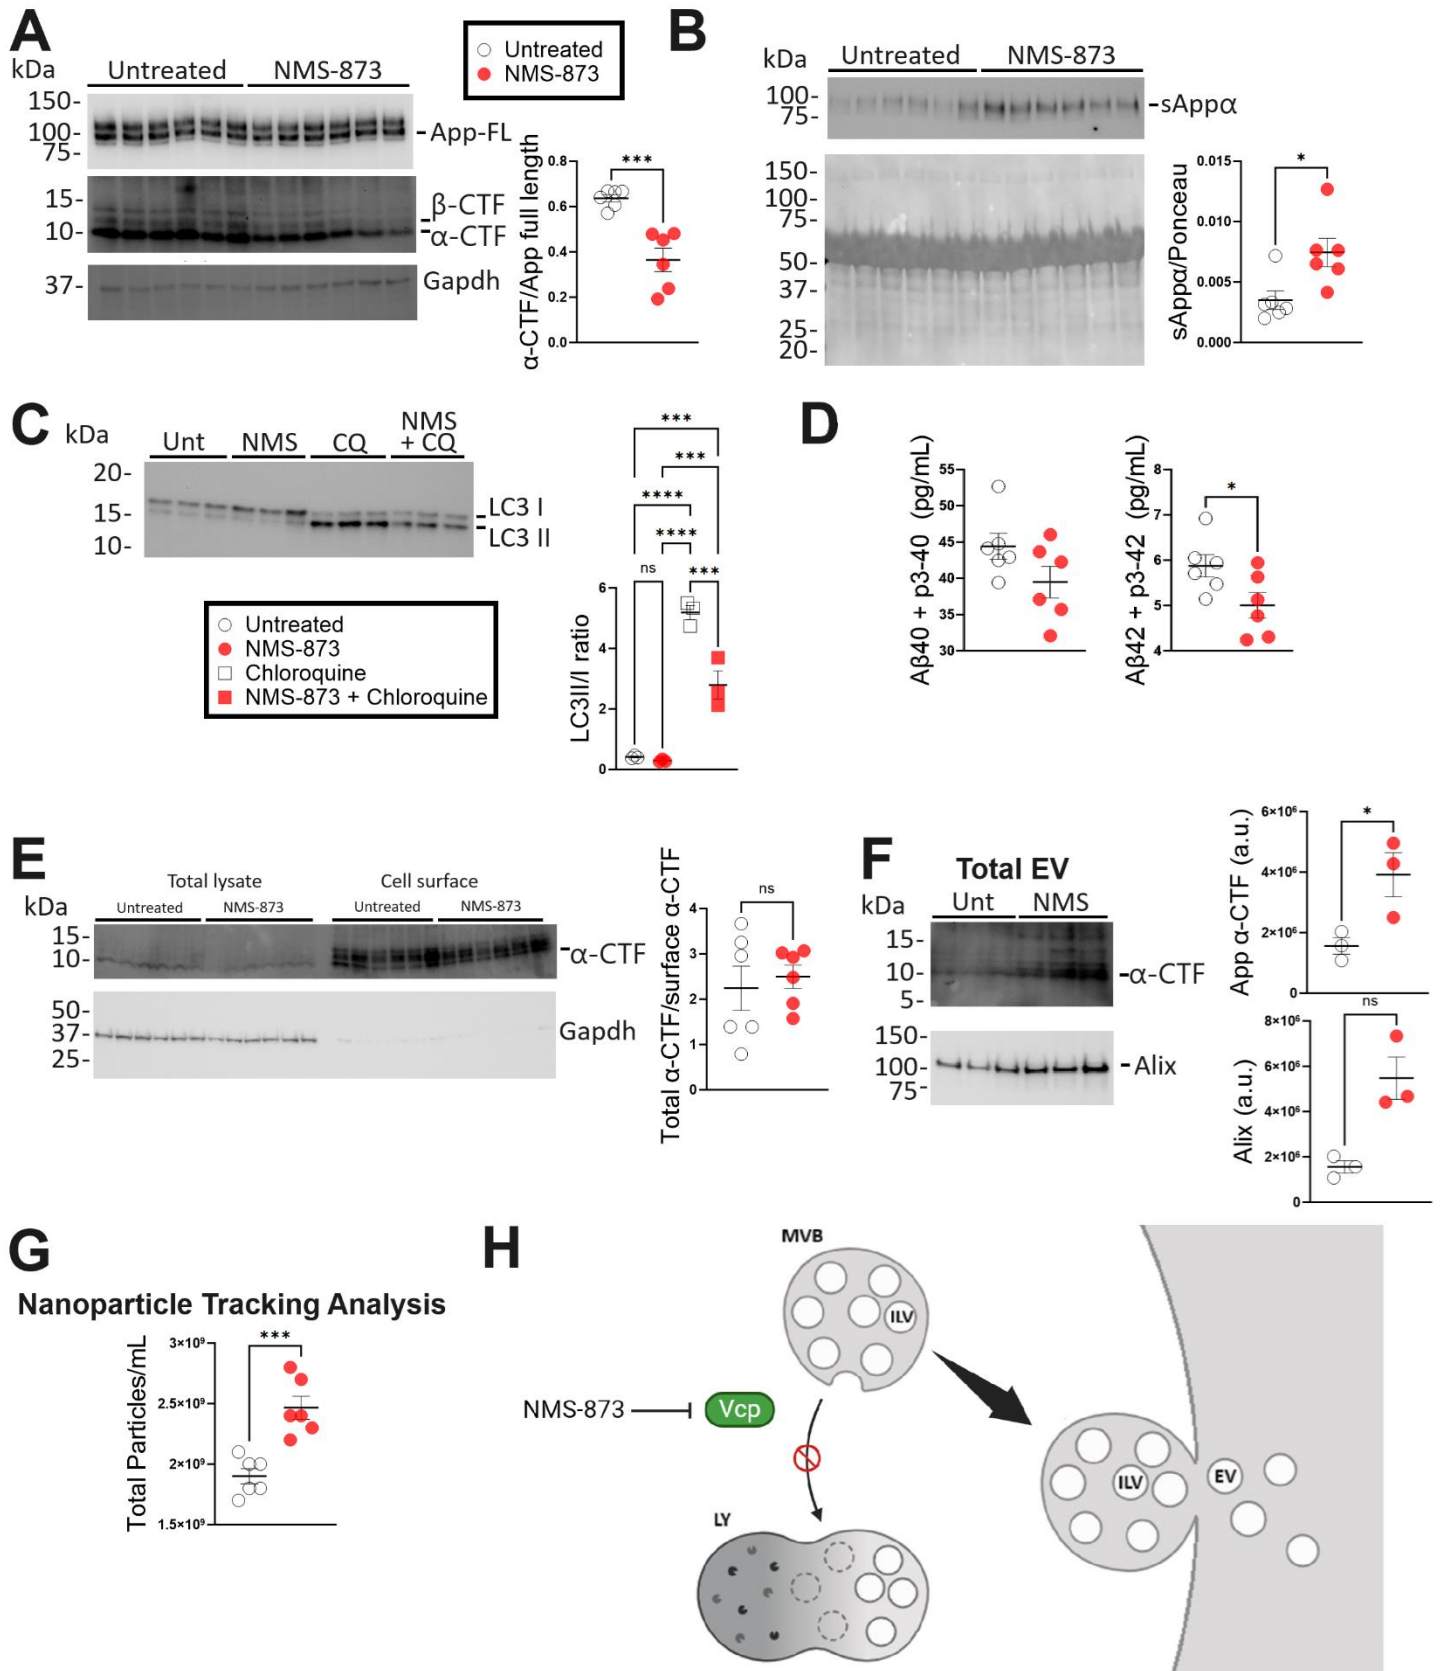 A
kDa
Untreated
NMS-873
150-
100-
75-
App-FL
15-
10-
β-CTF
α-CTF
37-
Gapdh
Untreated
NMS-873
α-CTF/App full length
0.8
0.6
0.4
0.2
0.0
***
B
kDa
Untreated
NMS-873
100-
75-
-sAppα
150-
100-
75-
50-
37-
25-
20-
sAppα/Ponceau
0.015
0.010
0.005
0.000
*
C
kDa
Unt
NMS
CQ
NMS
+ CQ
20-
15-
10-
LC3 I
LC3 II
Untreated
NMS-873
Chloroquine
NMS-873 + Chloroquine
LC3II/I ratio
6
4
2
0
***
***
****
****
ns
***
D
Aβ40 + p3-40 (pg/mL)
55
50
45
40
35
30
Aβ42 + p3-42 (pg/mL)
8
7
6
5
4
*
E
Total lysate
Cell surface
kDa
Untreated
NMS-873
Untreated
NMS-873
15-
10-
α-CTF
50-
37-
25-
Gapdh
Total α-CTF/surface α-CTF
4
3
2
1
0
ns
F
Total EV
kDa
Unt
NMS
15-
10-
5-
-α-CTF
150-
100-
75-
-Alix
App α-CTF (a.u.)
6×10⁶
4×10⁶
2×10⁶
0
*
Alix (a.u.)
8×10⁶
6×10⁶
4×10⁶
2×10⁶
0
ns
G
Nanoparticle Tracking Analysis
Total Particles/mL
3×10⁹
2.5×10⁹
2×10⁹
1.5×10⁹
***
H
MVB
ILV
NMS-873
Vcp
LY
ILV
EV